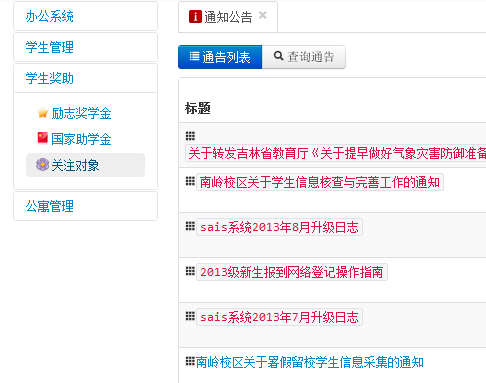 办公系统
学生管理
学生奖助
励志奖学金
国家助学金
关注对象
公寓管理
通知公告
通告列表
查询通告
标题
关于转发吉林省教育厅《关于提早做好气象灾害防御准备
南岭校区关于学生信息核查与完善工作的通知
sais系统2013年8月升级日志
2013级新生报到网络登记操作指南
sais系统2013年7月升级日志
南岭校区关于暑假留校学生信息采集的通知